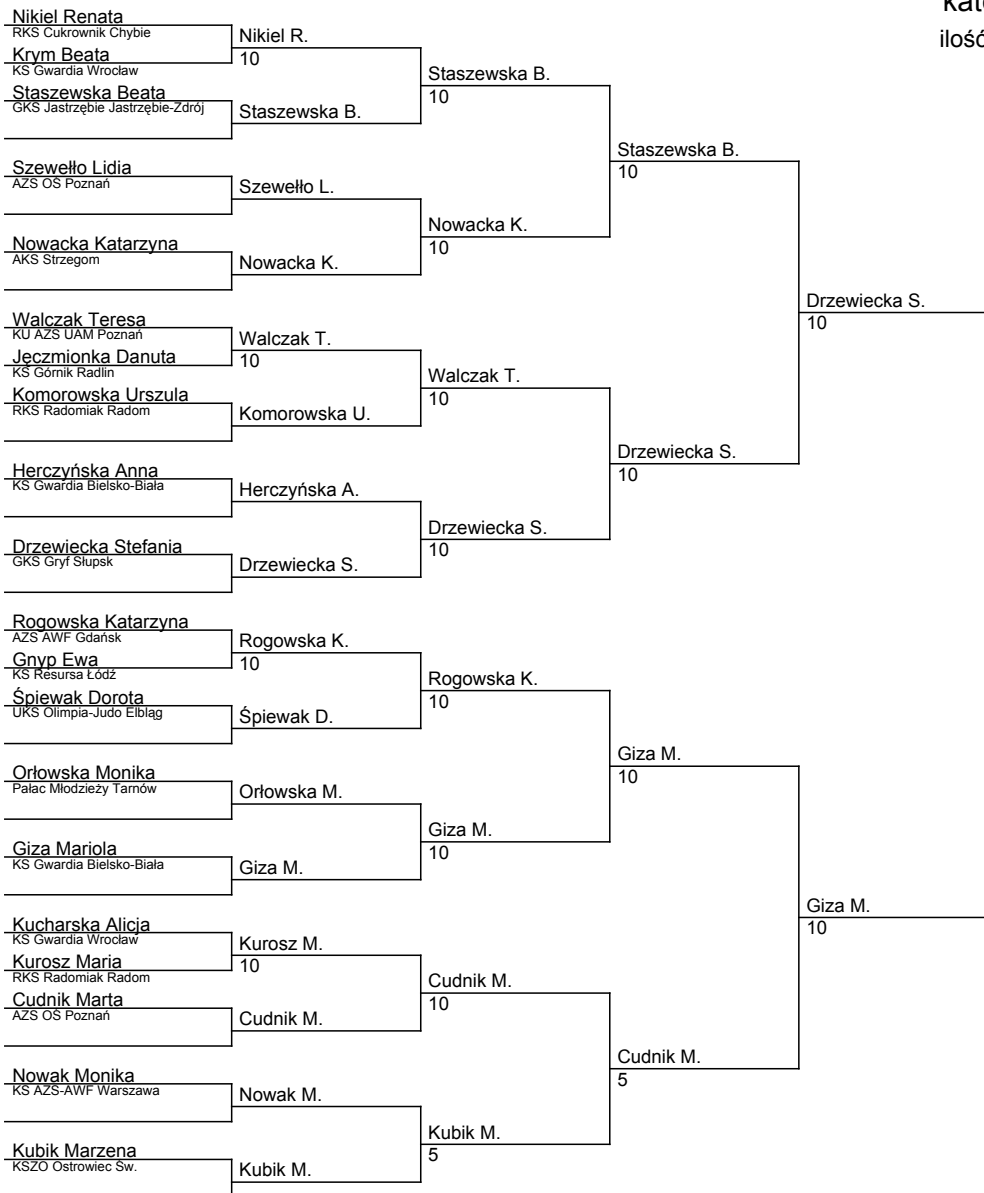 kat
ilość
Nikiel Renata
RKS Cukrownik Chybie
Krym Beata
KS Gwardia Wrocław
Staszewska Beata
GKS Jastrzębie Jastrzębie-Zdrój
Szewełło Lidia
AZS OŚ Poznań
Nowacka Katarzyna
AKS Strzegom
Walczak Teresa
KU AZS UAM Poznań
Jęczmionka Danuta
KS Górnik Radlin
Komorowska Urszula
RKS Radomiak Radom
Herczyńska Anna
KS Gwardia Bielsko-Biała
Drzewiecka Stefania
GKS Gryf Słupsk
Rogowska Katarzyna
AZS AWF Gdańsk
Gnyp Ewa
KS Resursa Łódź
Śpiewak Dorota
UKS Olimpia-Judo Elbląg
Orłowska Monika
Pałac Młodzieży Tarnów
Giza Mariola
KS Gwardia Bielsko-Biała
Kucharska Alicja
KS Gwardia Wrocław
Kurosz Maria
RKS Radomiak Radom
Cudnik Marta
AZS OŚ Poznań
Nowak Monika
KS AZS-AWF Warszawa
Kubik Marzena
KSZO Ostrowiec Św.
Nikiel R.
10
Staszewska B.
Szewełło L.
Nowacka K.
Walczak T.
10
Komorowska U.
Herczyńska A.
Drzewiecka S.
Rogowska K.
10
Śpiewak D.
Orłowska M.
Giza M.
Kurosz M.
10
Cudnik M.
Nowak M.
Kubik M.
Staszewska B.
10
Nowacka K.
10
Walczak T.
10
Drzewiecka S.
10
Rogowska K.
10
Giza M.
10
Cudnik M.
10
Kubik M.
5
Staszewska B.
10
Drzewiecka S.
10
Giza M.
10
Cudnik M.
5
Drzewiecka S.
10
Giza M.
10